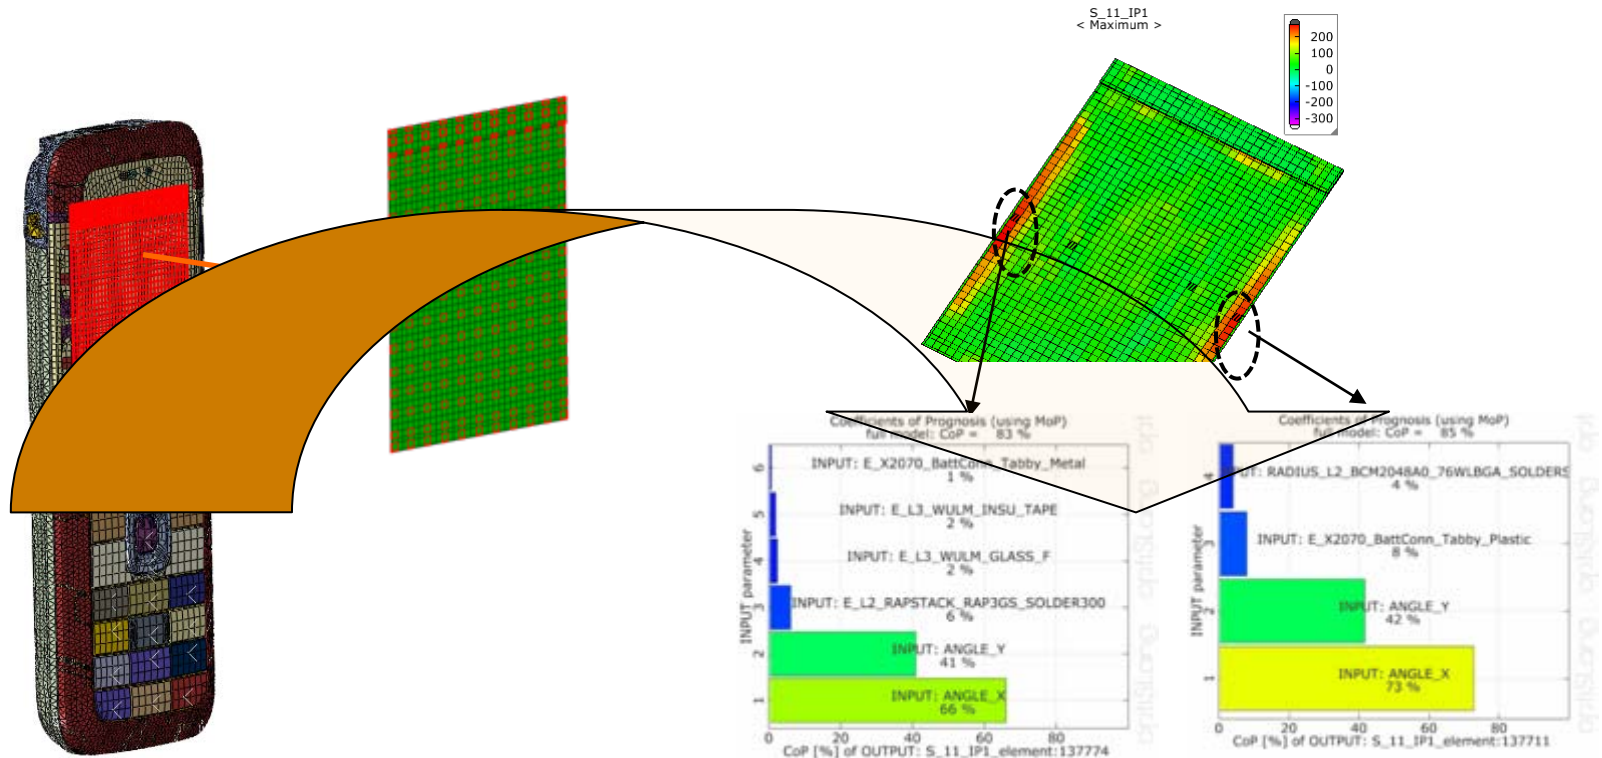 S_11_IP1
< Maximum >
200
100
0
-100
-200
-300
Coefficients of Prognosis (using MoP)
full model: CoP = 83 %
INPUT parameter
6
INPUT: E_X2070_BattConn_Tabby_Metal
1 %
5
INPUT: E_L3_WULM_INSU_TAPE
2 %
4
INPUT: E_L3_WULM_GLASS_F
2 %
3
INPUT: E_L2_RAPSTACK_RAP3GS_SOLDER300
6 %
2
INPUT: ANGLE_Y
41 %
1
INPUT: ANGLE_X
66 %
0 20 40 60 80
CoP [%] of OUTPUT: S_11_IP1_element:137774
optiSLang
Coefficients of Prognosis (using MoP)
full model: CoP = 85 %
INPUT parameter
4
INPUT: RADIUS_L2_BCM2048A0_76WLBGA_SOLDERS
4 %
3
INPUT: E_X2070_BattConn_Tabby_Plastic
8 %
2
INPUT: ANGLE_Y
42 %
1
INPUT: ANGLE_X
73 %
0 20 40 60 80
CoP [%] of OUTPUT: S_11_IP1_element:137711
optiSLang